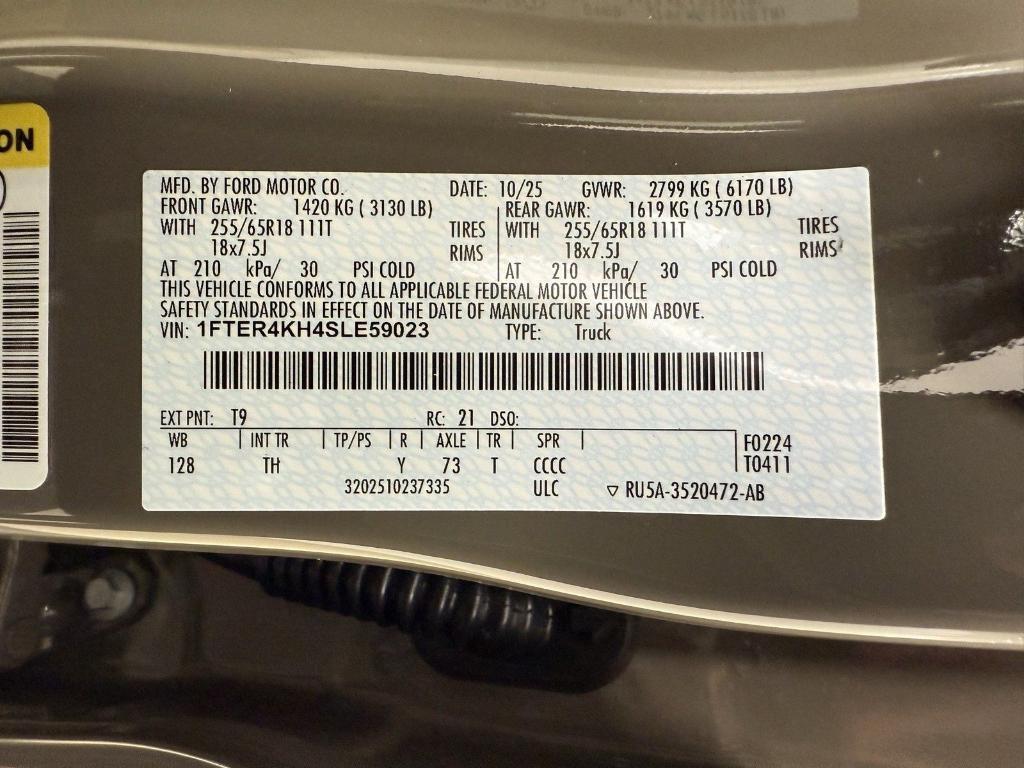 ON
MFD. BY FORD MOTOR CO. DATE: 10/25 GVWR: 2799 KG ( 6170 LB)
FRONT GAWR: 1420 KG ( 3130 LB) REAR GAWR: 1619 KG ( 3570 LB)
WITH 255/65R18 111T TIRES WITH 255/65R18 111T TIRES
18x7.5J RIMS 18x7.5J RIMS
AT 210 kPa/ 30 PSI COLD AT 210 kPa/ 30 PSI COLD
THIS VEHICLE CONFORMS TO ALL APPLICABLE FEDERAL MOTOR VEHICLE
SAFETY STANDARDS IN EFFECT ON THE DATE OF MANUFACTURE SHOWN ABOVE.
VIN: 1FTER4KH4SLE59023 TYPE: Truck
EXT PNT: T9 RC: 21 DSO:
WB INT TR TP/PS R AXLE TR SPR F0224
128 TH Y 73 T CCCC T0411
3202510237335 ULC ▽ RU5A-3520472-AB